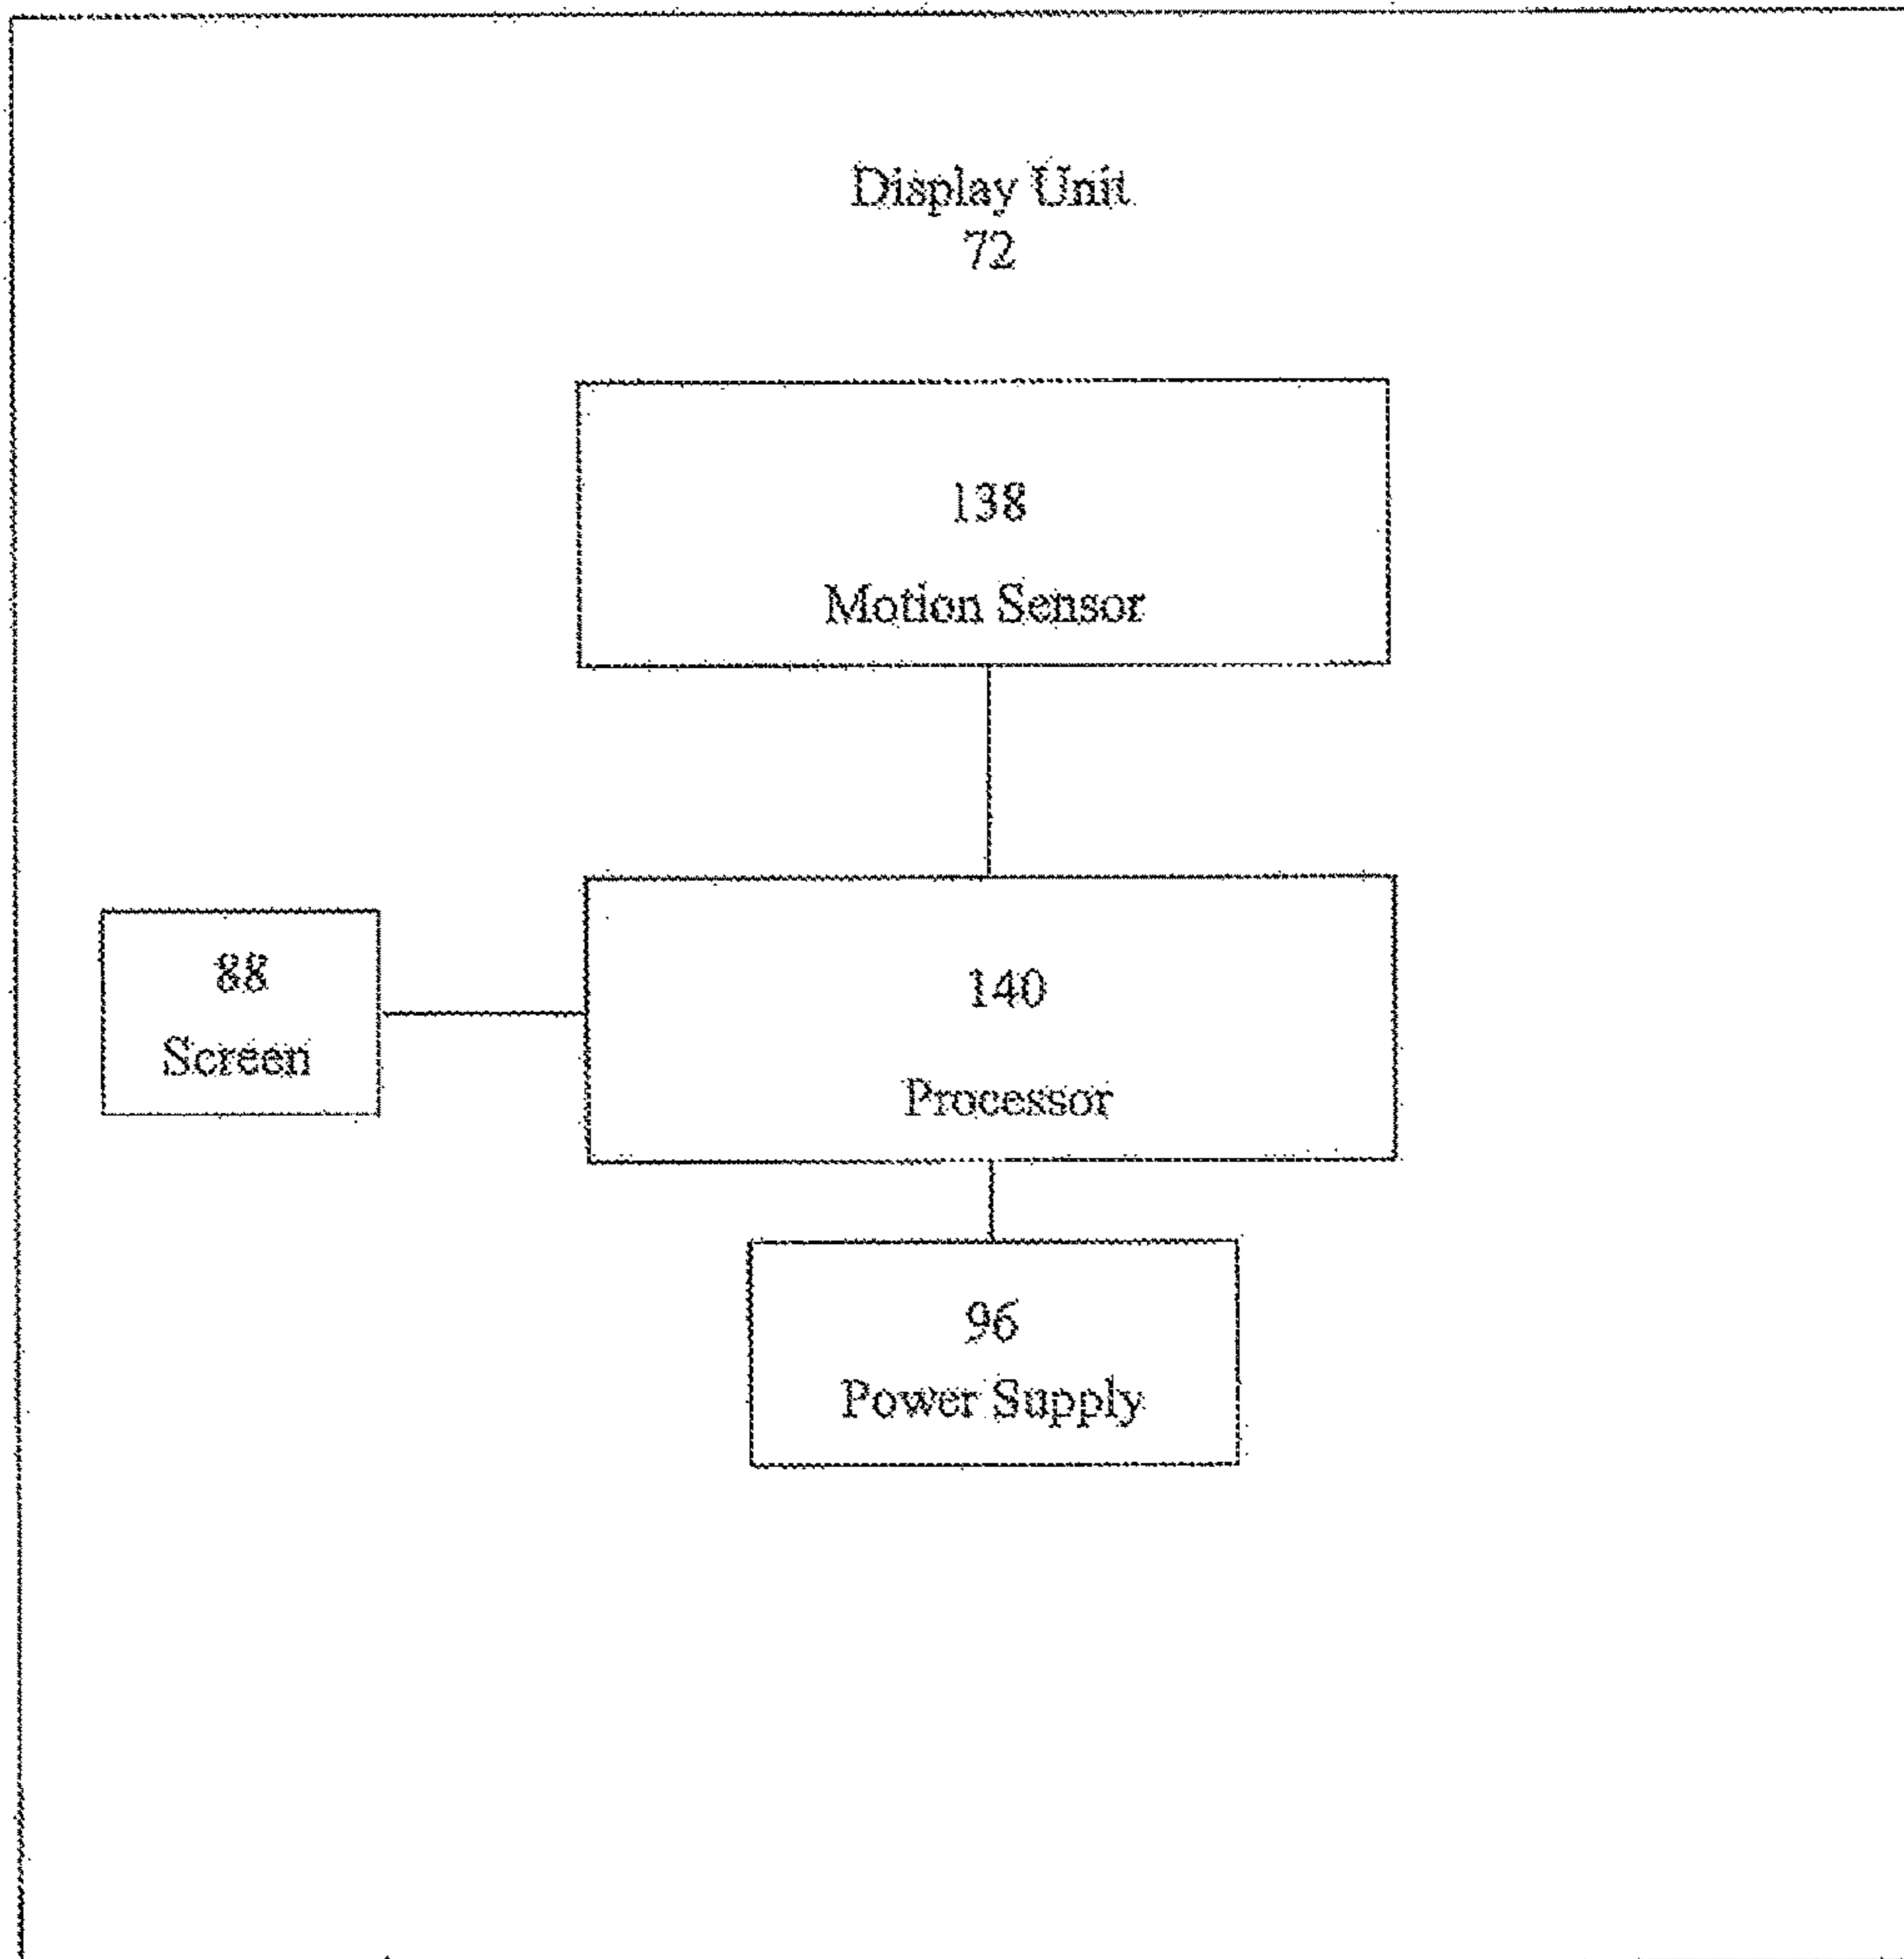 Display Unit
72
138
Motion Sensor
88
Screen
140
Processor
96
Power Supply